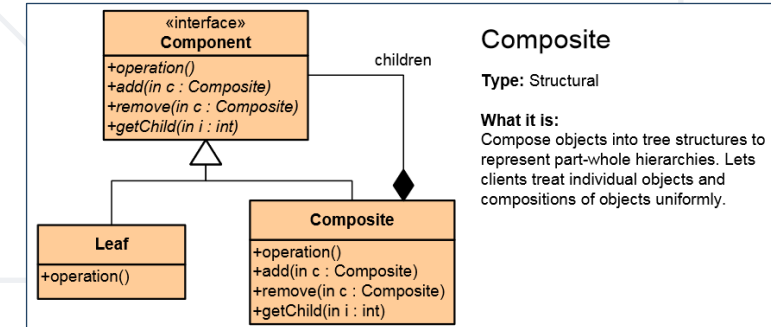 «interface»
Component
+operation()
+add(in c : Composite)
+remove(in c : Composite)
+getChild(in i : int)
children
Leaf
+operation()
Composite
+operation()
+add(in c : Composite)
+remove(in c : Composite)
+getChild(in i : int)
Composite
Type: Structural
What it is:
Compose objects into tree structures to
represent part-whole hierarchies. Lets
clients treat individual objects and
compositions of objects uniformly.